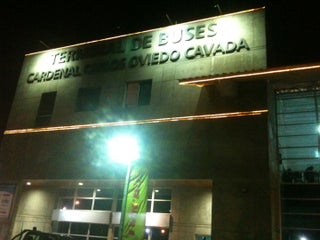 TERMINAL DE BUSES
CARDENAL CARLOS OVIEDO CAVADA